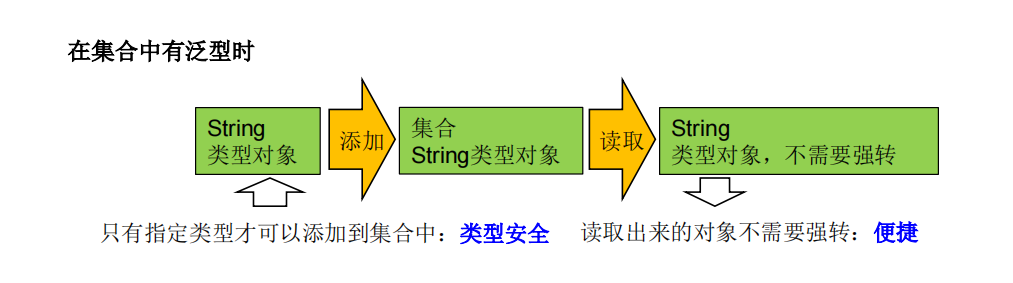 在集合中有泛型时
String
类型对象
添加
集合
String类型对象
读取
String
类型对象，不需要强转
只有指定类型才可以添加到集合中：类型安全
读取出来的对象不需要强转：便捷